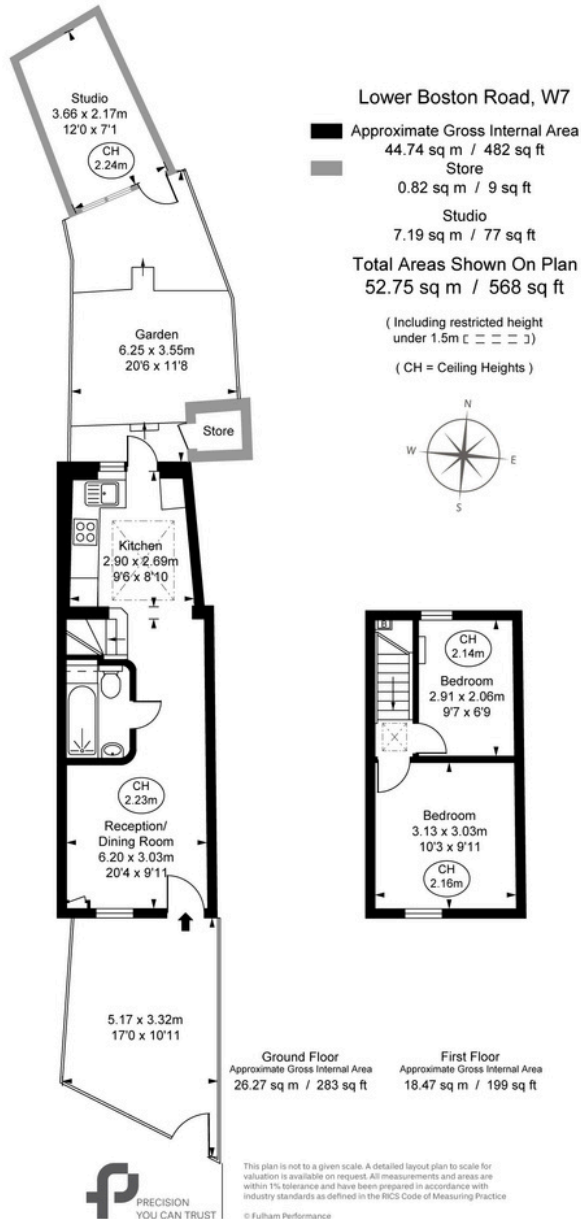 Studio
3.66 x 2.17m
12'0 x 7'1
CH
2.24m
Lower Boston Road, W7
Approximate Gross Internal Area
44.74 sq m / 482 sq ft
Store
0.82 sq m / 9 sq ft
Studio
7.19 sq m / 77 sq ft
Total Areas Shown On Plan
52.75 sq m / 568 sq ft
( Including restricted height
under 1.5m )
( CH = Ceiling Heights )
N
W E
S
Garden
6.25 x 3.55m
20'6 x 11'8
Store
Kitchen
2.90 x 2.69m
9'6 x 8'10
CH
2.23m
Reception/
Dining Room
6.20 x 3.03m
20'4 x 9'11
B
CH
2.14m
Bedroom
2.91 x 2.06m
9'7 x 6'9
Bedroom
3.13 x 3.03m
10'3 x 9'11
CH
2.16m
5.17 x 3.32m
17'0 x 10'11
Ground Floor
Approximate Gross Internal Area
26.27 sq m / 283 sq ft
First Floor
Approximate Gross Internal Area
18.47 sq m / 199 sq ft
PRECISION
YOU CAN TRUST
This plan is not to a given scale. A detailed layout plan to scale for
valuation is available on request. All measurements and areas are
within 1% tolerance and have been prepared in accordance with
industry standards as defined in the RICS Code of Measuring Practice
© Fulham Performance